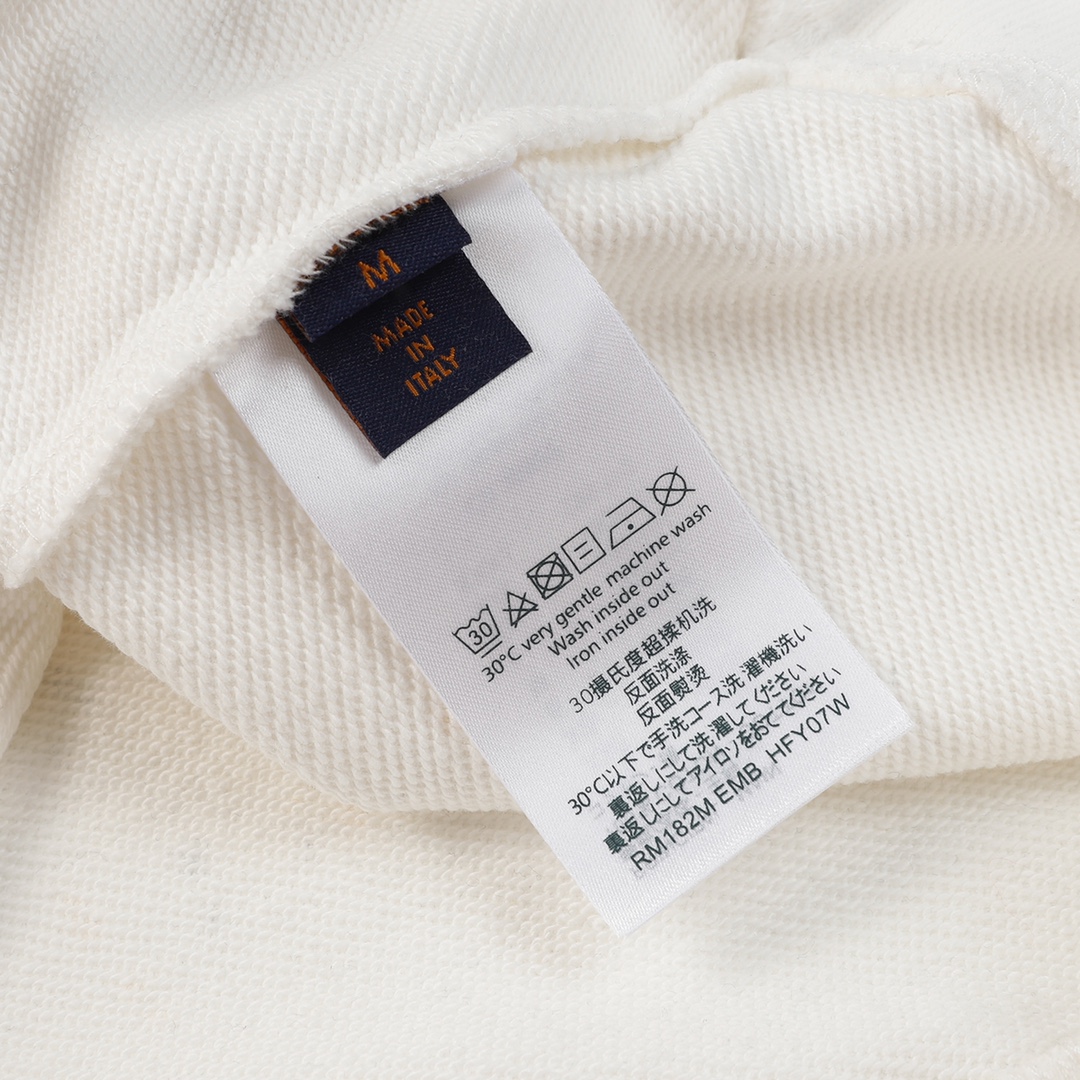 M
MADE
IN
ITALY
30
30°C very gentle machine wash
Wash inside out
Iron inside out
30摄氏度超揉机洗
反面洗涤
反面熨烫
30°C以下で手洗コース洗濯機洗い
裏返しにして洗濯してください
裏返しにしてアイロンをおててください
RM182M EMB HFY07W